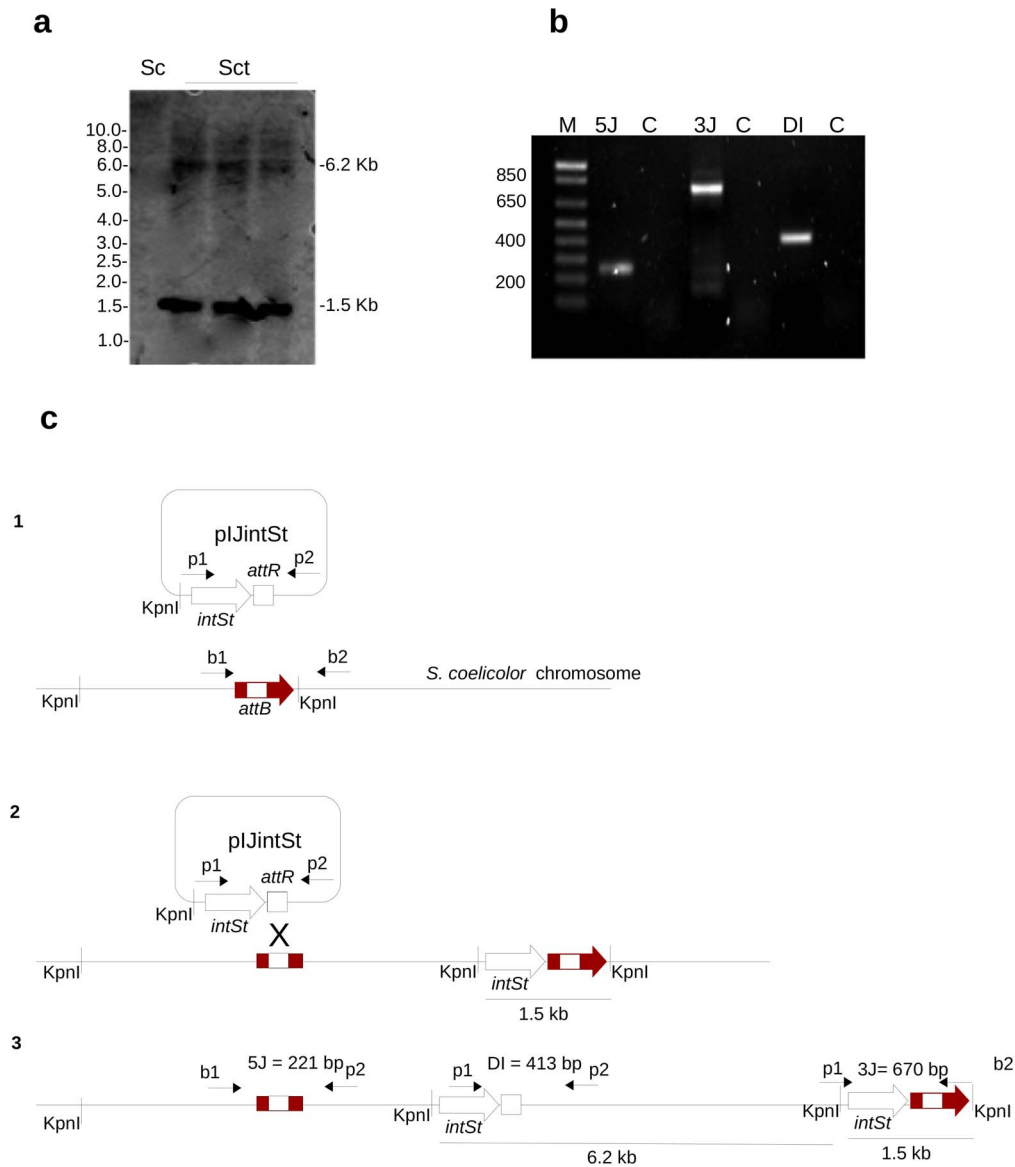 a
b
Sc
Sct
10.0-
8.0-
6.0-
5.0-
4.0-
3.0-
2.5-
2.0-
1.5-
1.0-
-6.2 Kb
-1.5 Kb
M 5J C 3J C DI C
850
650
400
200
c
1
pIJintSt
p1
attR
p2
KpnI
intSt
b1
b2
S. coelicolor chromosome
KpnI
attB
KpnI
2
pIJintSt
p1
attR
p2
KpnI
intSt
X
KpnI
KpnI
intSt
KpnI
1.5 kb
3
b1
5J = 221 bp
p2
p1
DI = 413 bp
p2
p1
3J= 670 bp
b2
KpnI
KpnI
intSt
KpnI
intSt
KpnI
6.2 kb
1.5 kb